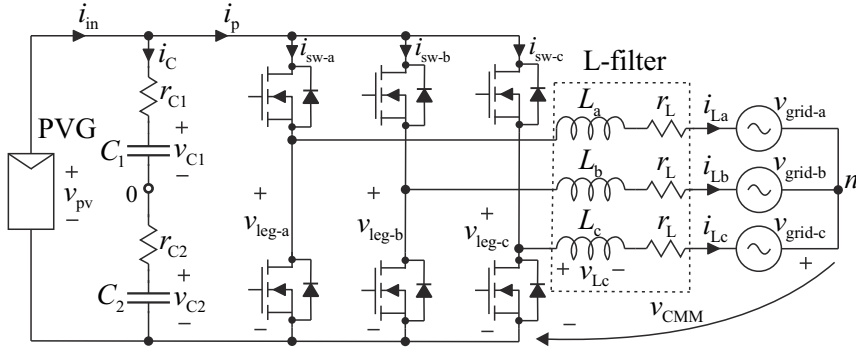 i_in
i_p
i_C
i_sw-a
i_sw-b
i_sw-c
L-filter
r_C1
L_a
r_L
i_La
v_grid-a
PVG
C_1
+
v_C1
−
L_b
r_L
i_Lb
v_grid-b
n
+
v_pv
−
0
+
v_leg-a
−
+
v_leg-b
−
+
v_leg-c
−
L_c
r_L
i_Lc
v_grid-c
+
r_C2
+
v_Lc
−
C_2
+
v_C2
−
v_CMM
−